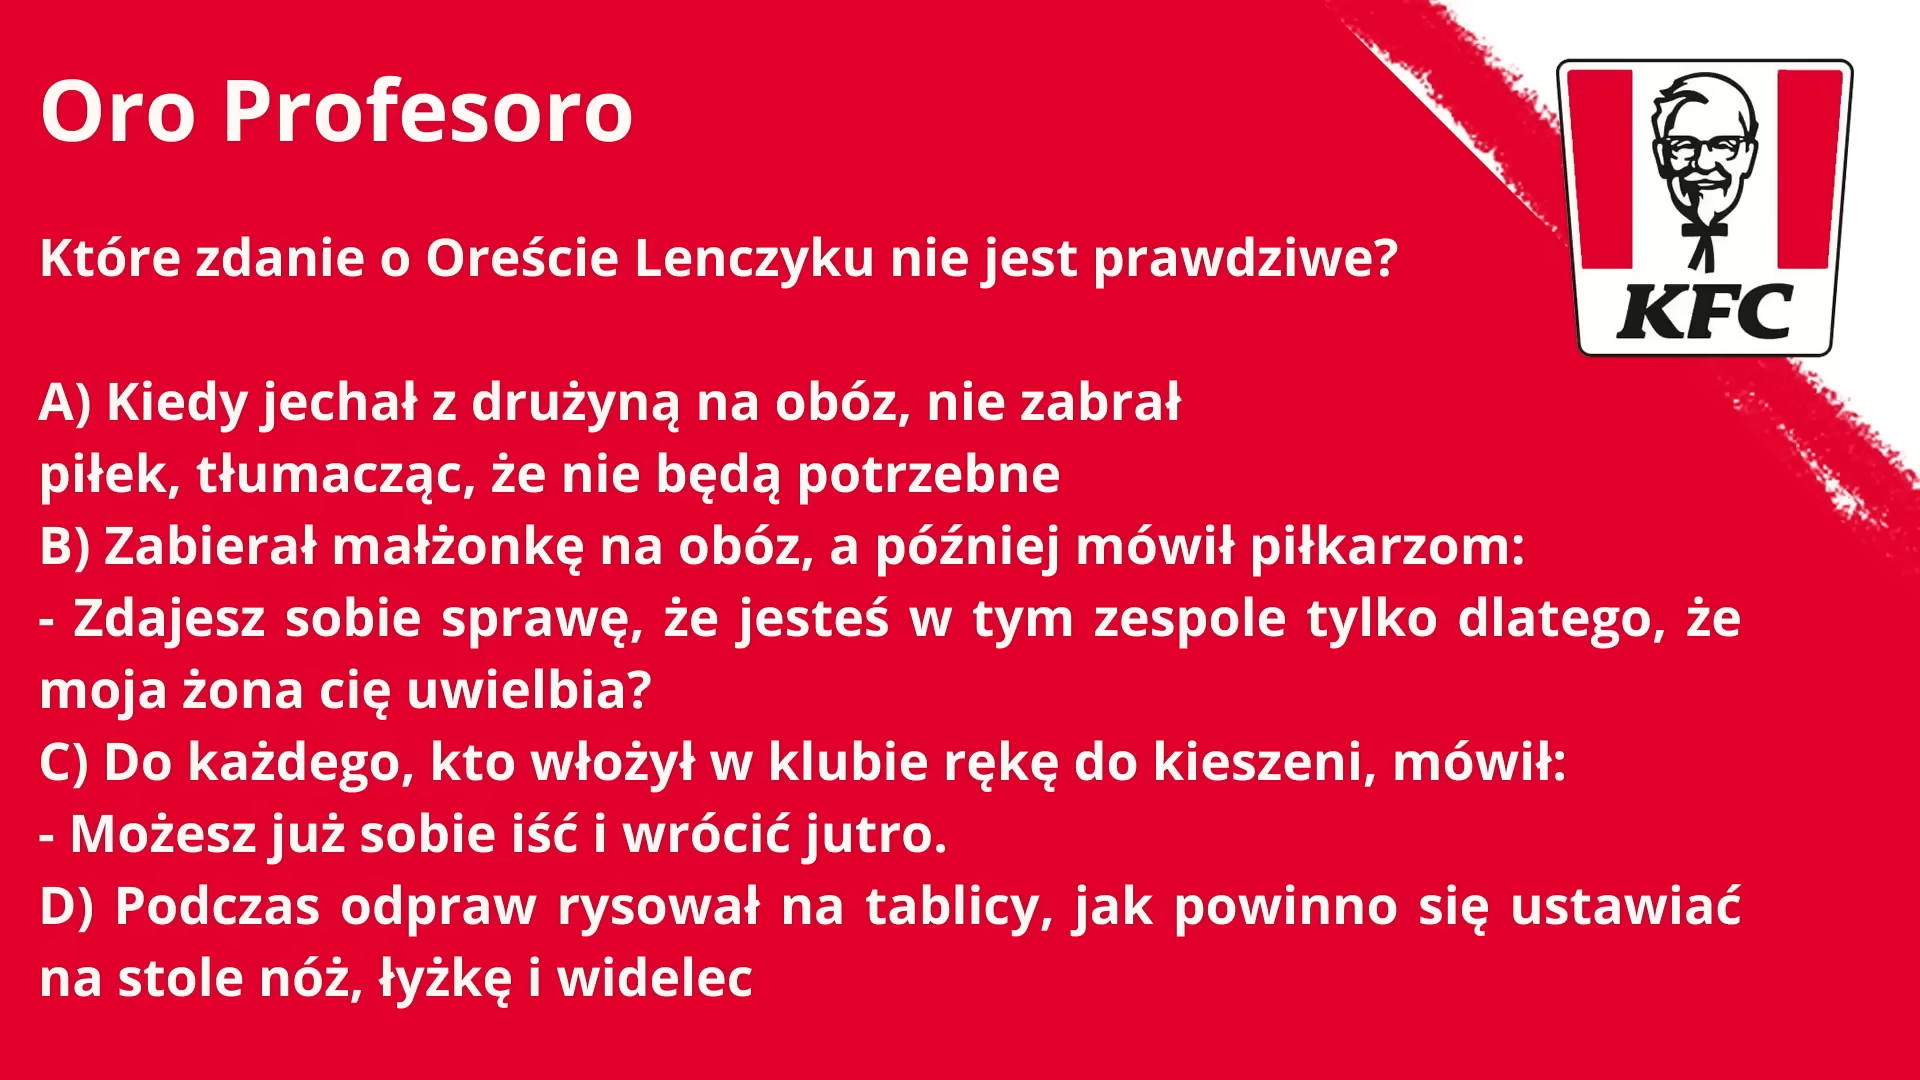 Oro Profesoro
KFC
Które zdanie o Oreście Lenczyku nie jest prawdziwe?
A) Kiedy jechał z drużyną na obóz, nie zabrał
piłek, tłumacząc, że nie będą potrzebne
B) Zabierał małżonkę na obóz, a później mówił piłkarzom:
- Zdajesz sobie sprawę, że jesteś w tym zespole tylko dlatego, że
moja żona cię uwielbia?
C) Do każdego, kto włożył w klubie rękę do kieszeni, mówił:
- Możesz już sobie iść i wrócić jutro.
D) Podczas odpraw rysował na tablicy, jak powinno się ustawiać
na stole nóż, łyżkę i widelec